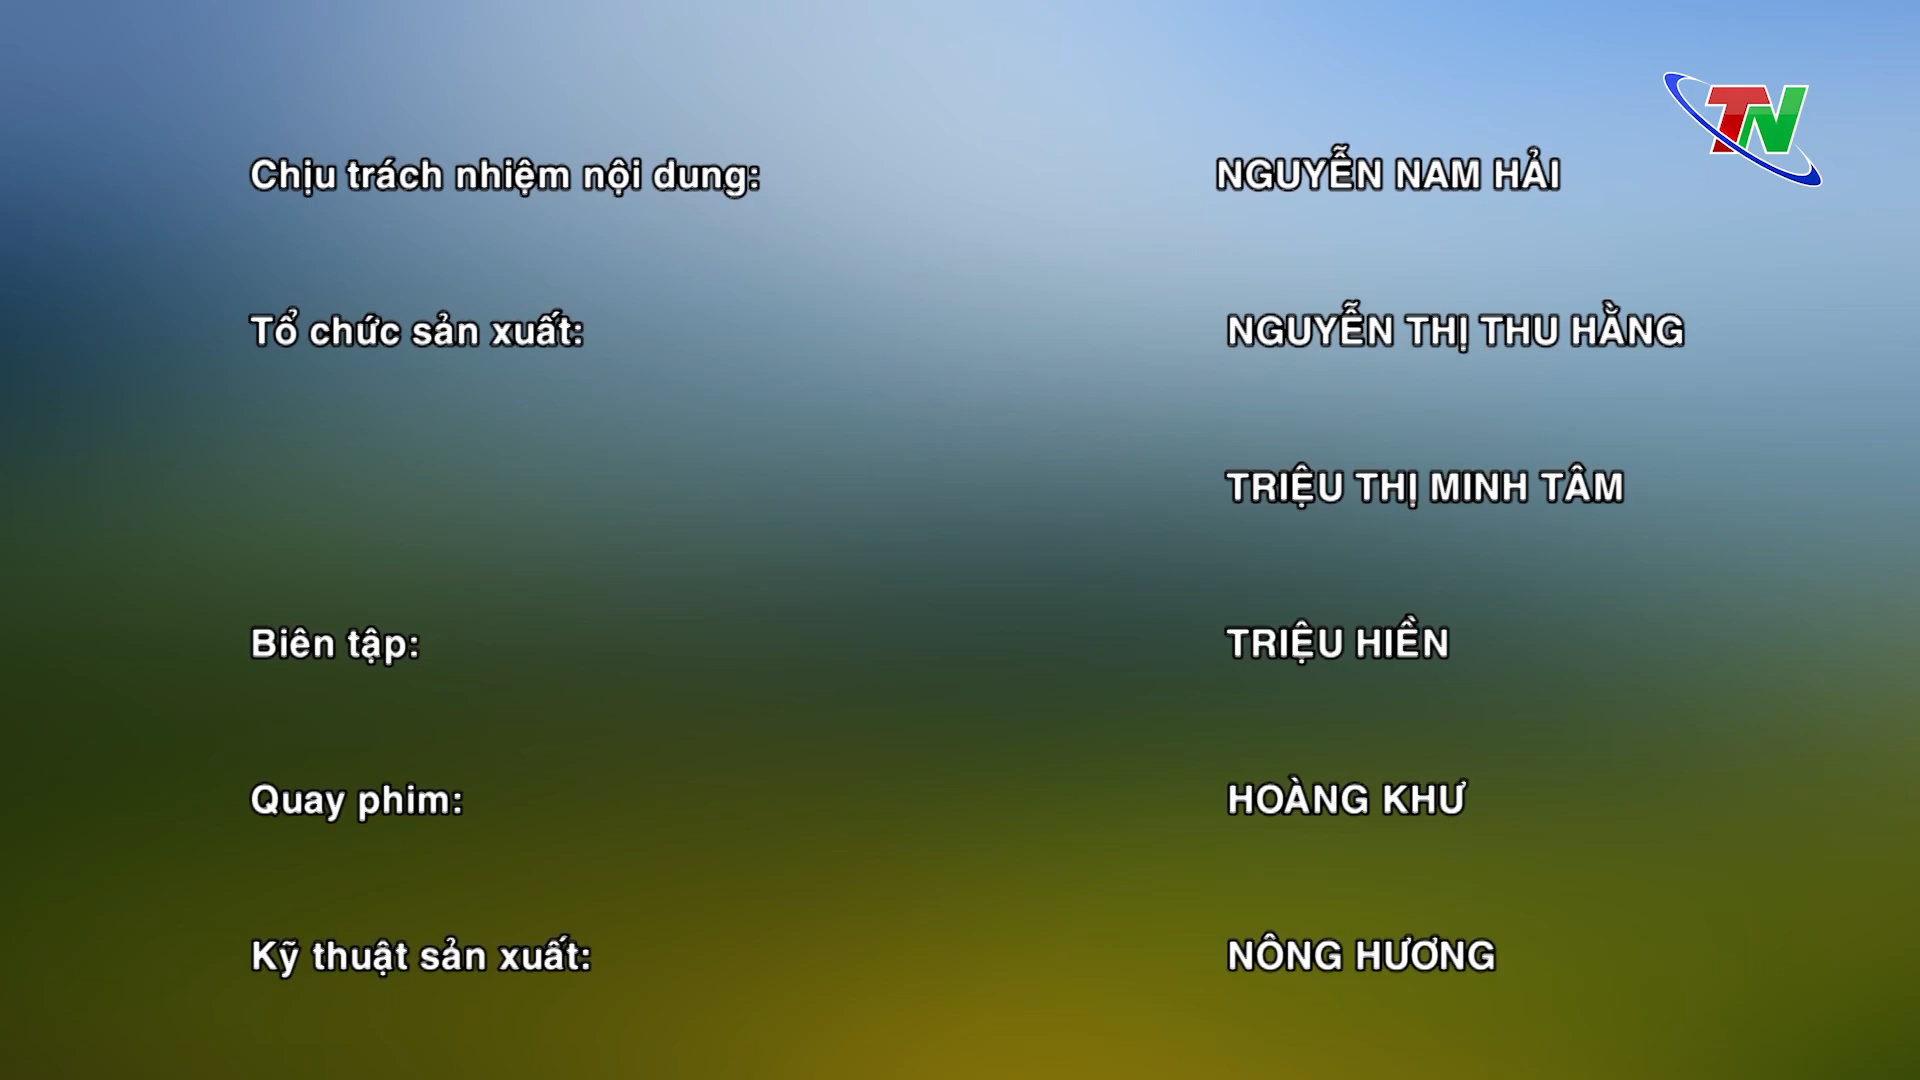 TN
Chịu trách nhiệm nội dung: NGUYỄN NAM HẢI
Tổ chức sản xuất: NGUYỄN THỊ THU HẰNG
TRIỆU THỊ MINH TÂM
Biên tập: TRIỆU HIỀN
Quay phim: HOÀNG KHƯ
Kỹ thuật sản xuất: NÔNG HƯƠNG